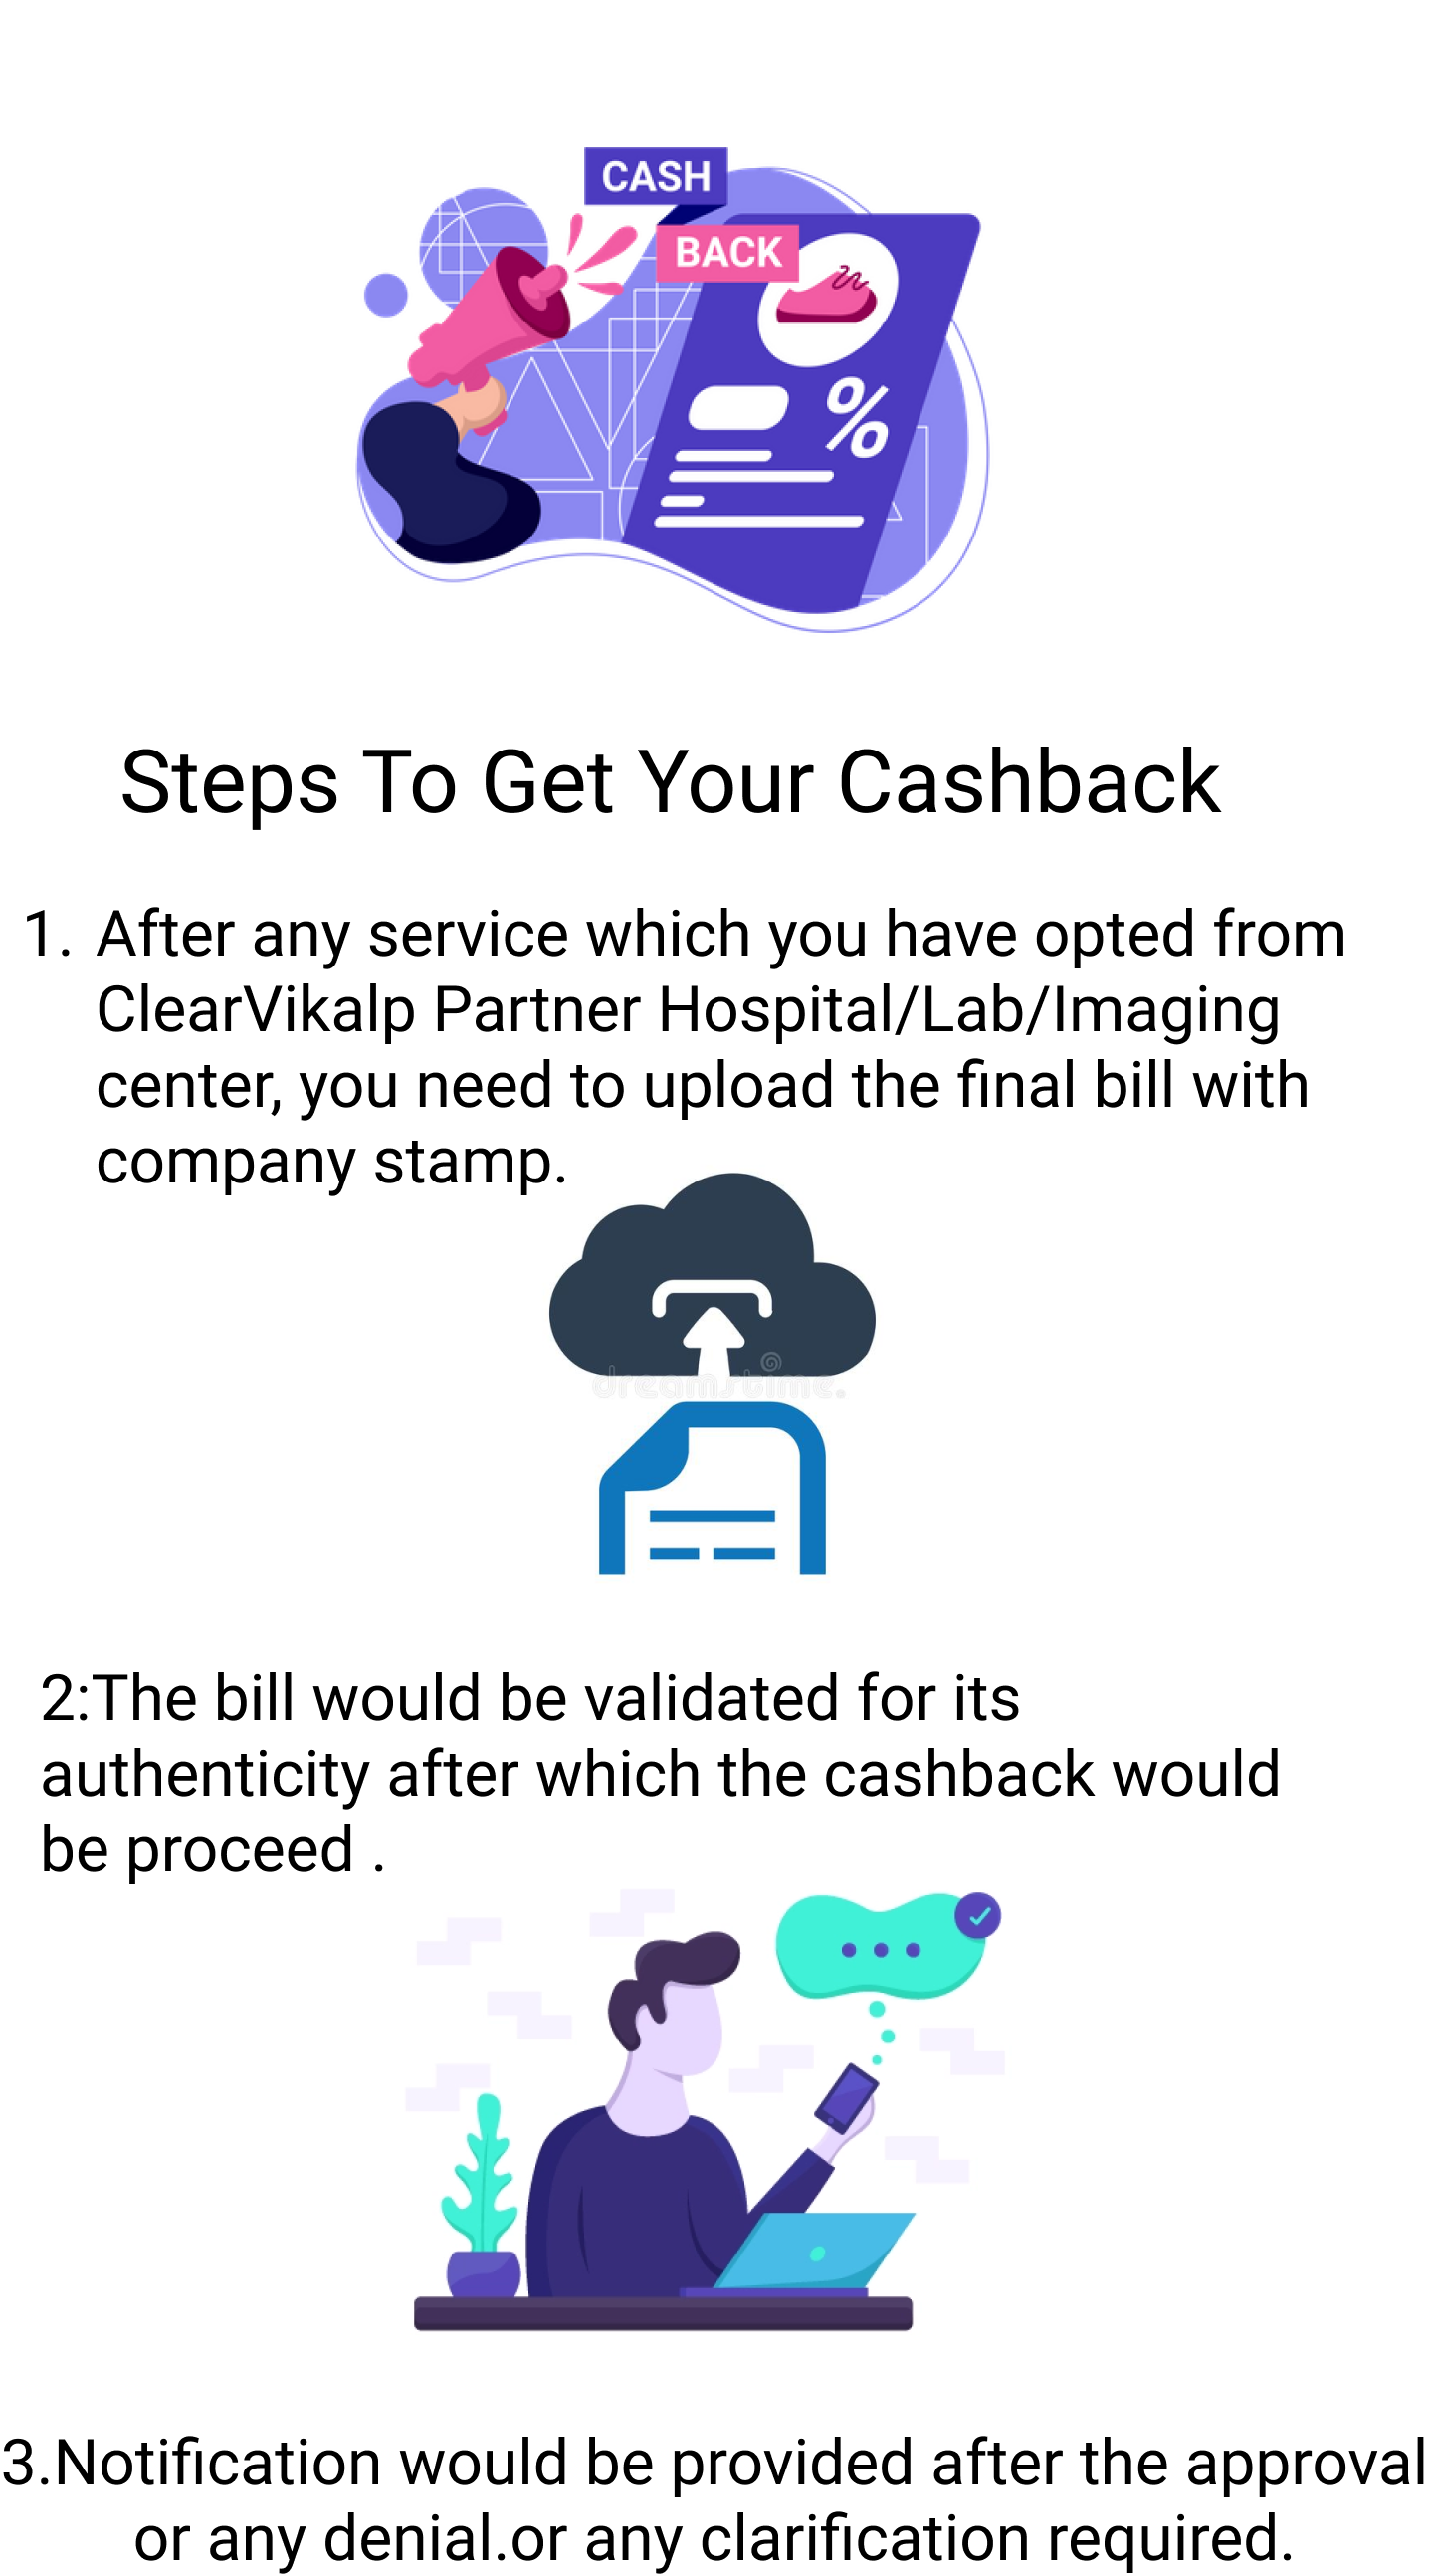 CASH
BACK
%
Steps To Get Your Cashback
1. After any service which you have opted from
ClearVikalp Partner Hospital/Lab/Imaging
center, you need to upload the final bill with
company stamp.
dreamstime.
2:The bill would be validated for its
authenticity after which the cashback would
be proceed .
3.Notification would be provided after the approval
or any denial.or any clarification required.